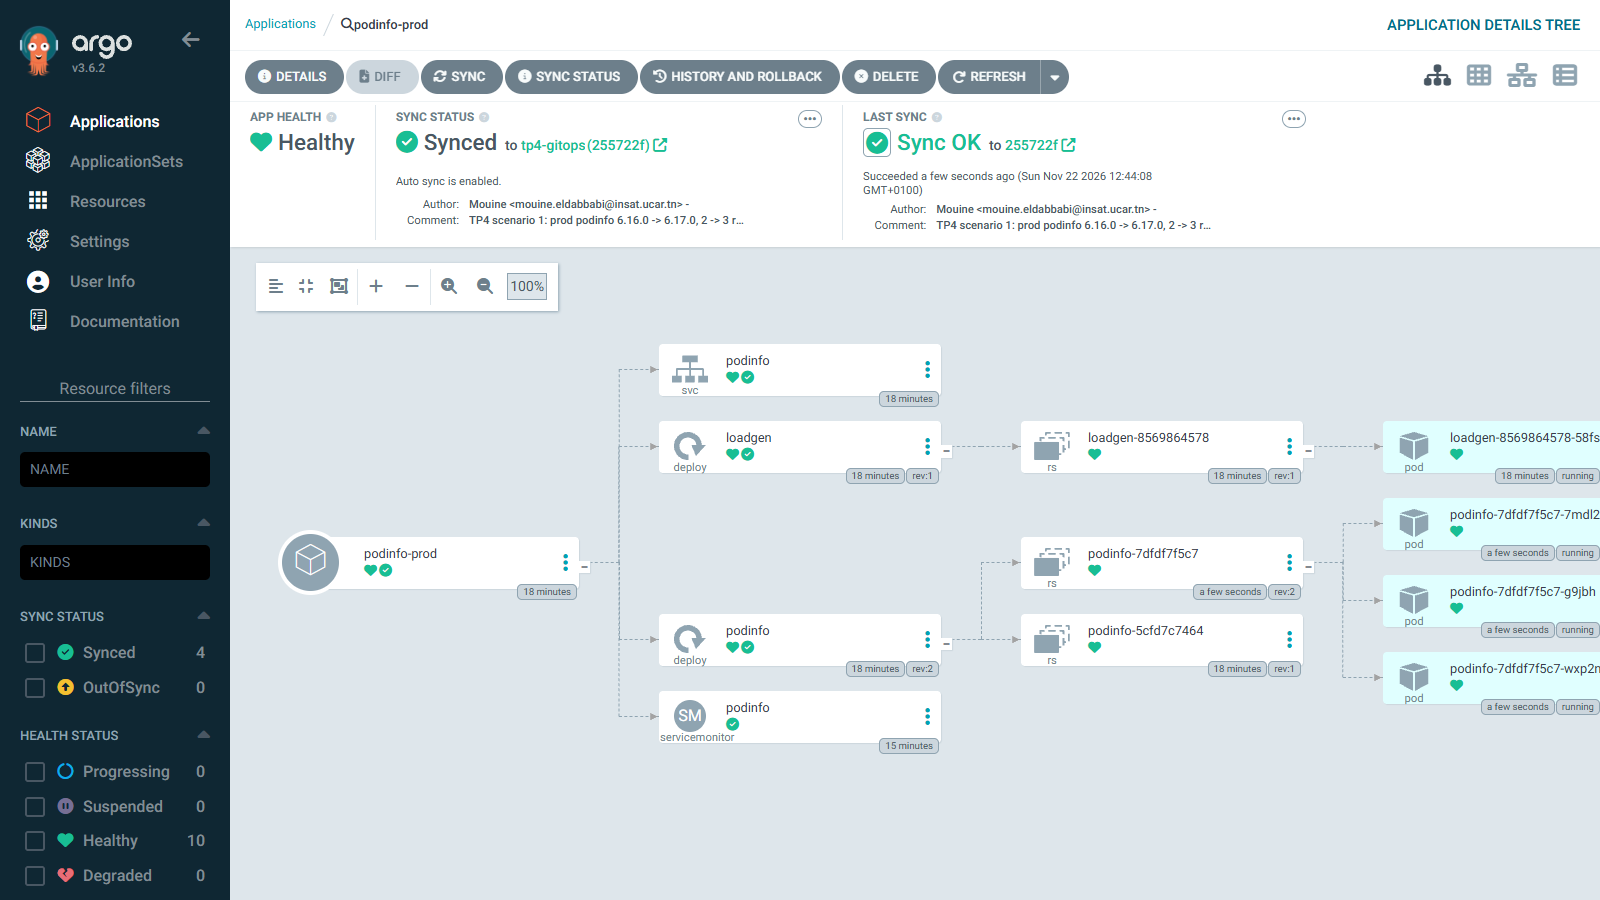 argo
v3.6.2
Applications
ApplicationSets
Resources
Settings
User Info
Documentation
Resource filters
NAME
NAME
KINDS
KINDS
SYNC STATUS
Synced 4
OutOfSync 0
HEALTH STATUS
Progressing 0
Suspended 0
Healthy 10
Degraded 0
Applications / podinfo-prod
APPLICATION DETAILS TREE
DETAILS DIFF SYNC SYNC STATUS HISTORY AND ROLLBACK DELETE REFRESH
APP HEALTH
Healthy
SYNC STATUS
Synced to tp4-gitops (255722f)
Auto sync is enabled.
Author: Mouine <mouine.eldabbabi@insat.ucar.tn> -
Comment: TP4 scenario 1: prod podinfo 6.16.0 -> 6.17.0, 2 -> 3 r...
LAST SYNC
Sync OK to 255722f
Succeeded a few seconds ago (Sun Nov 22 2026 12:44:08
GMT+0100)
Author: Mouine <mouine.eldabbabi@insat.ucar.tn> -
Comment: TP4 scenario 1: prod podinfo 6.16.0 -> 6.17.0, 2 -> 3 r...
100%
podinfo
svc
18 minutes
loadgen
deploy
18 minutes rev:1
loadgen-8569864578
rs
18 minutes rev:1
loadgen-8569864578-58fs
pod
18 minutes running
podinfo-7dfdf7f5c7-7mdl2
pod
a few seconds running
podinfo-prod
18 minutes
podinfo-7dfdf7f5c7
rs
a few seconds rev:2
podinfo-7dfdf7f5c7-g9jbh
pod
a few seconds running
podinfo
deploy
18 minutes rev:2
podinfo-5cfd7c7464
rs
18 minutes rev:1
podinfo-7dfdf7f5c7-wxp2n
pod
a few seconds running
SM
podinfo
servicemonitor
15 minutes